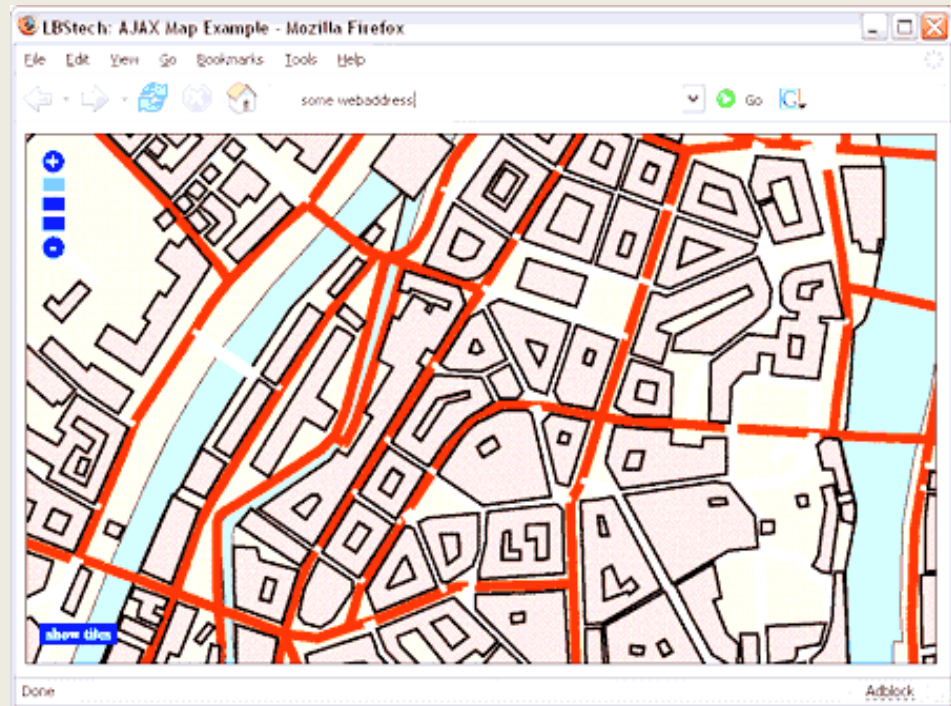 LBStech: AJAX Map Example - Mozilla Firefox
File Edit View Go Bookmarks Tools Help
some webaddress
Go
show tiles
Done
Adblock